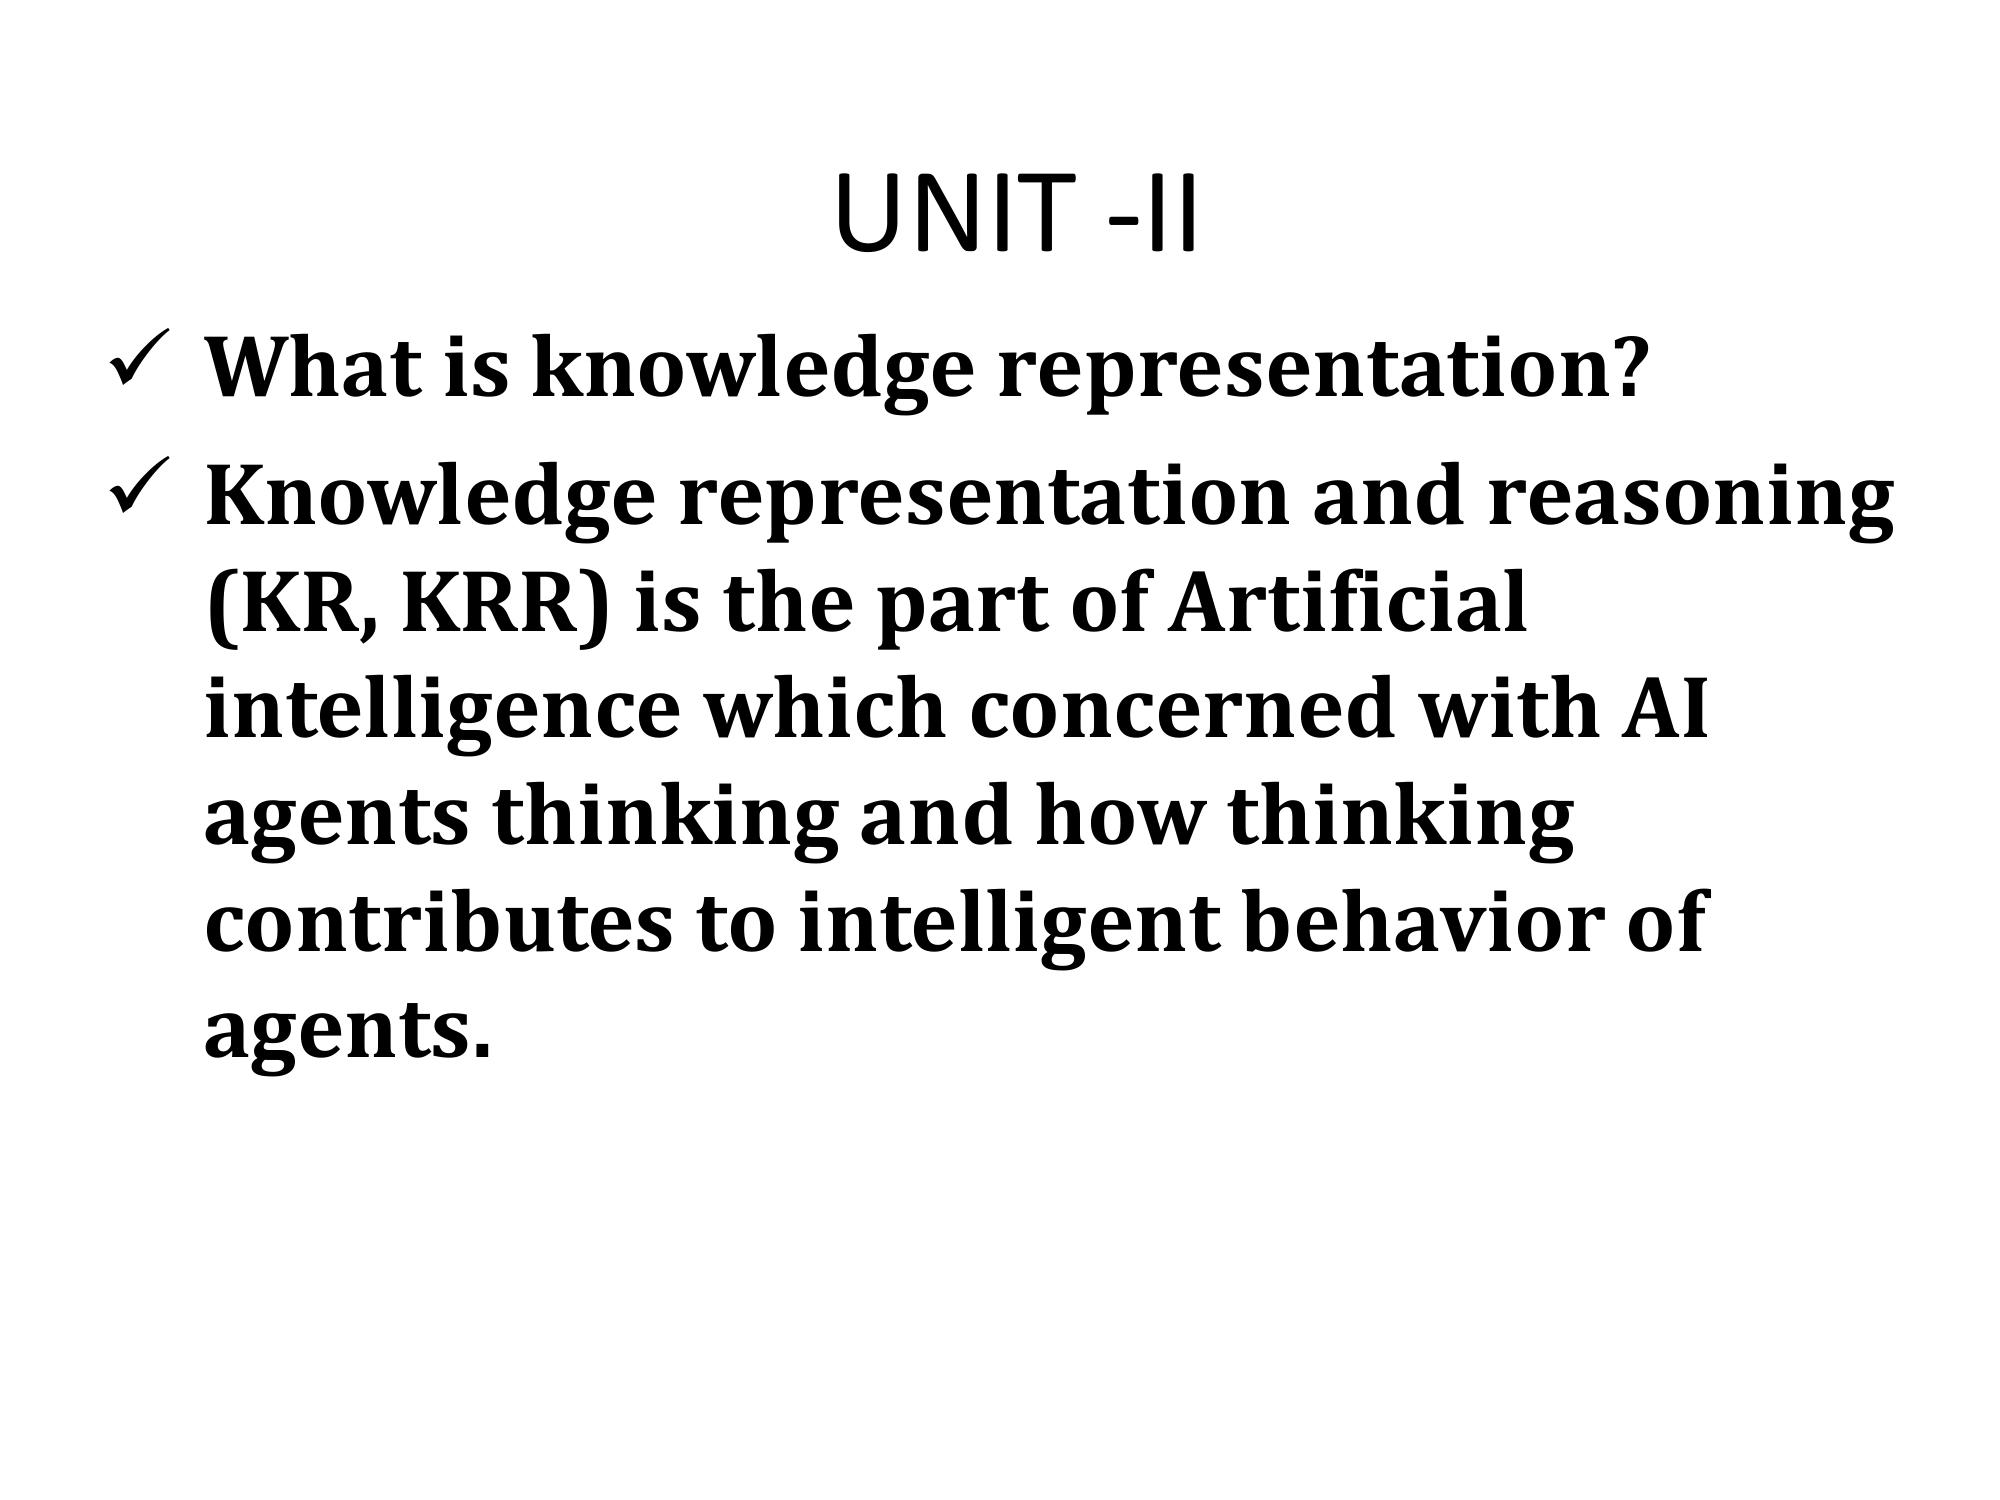 UNIT -II
✓ What is knowledge representation?
✓ Knowledge representation and reasoning
(KR, KRR) is the part of Artificial
intelligence which concerned with AI
agents thinking and how thinking
contributes to intelligent behavior of
agents.